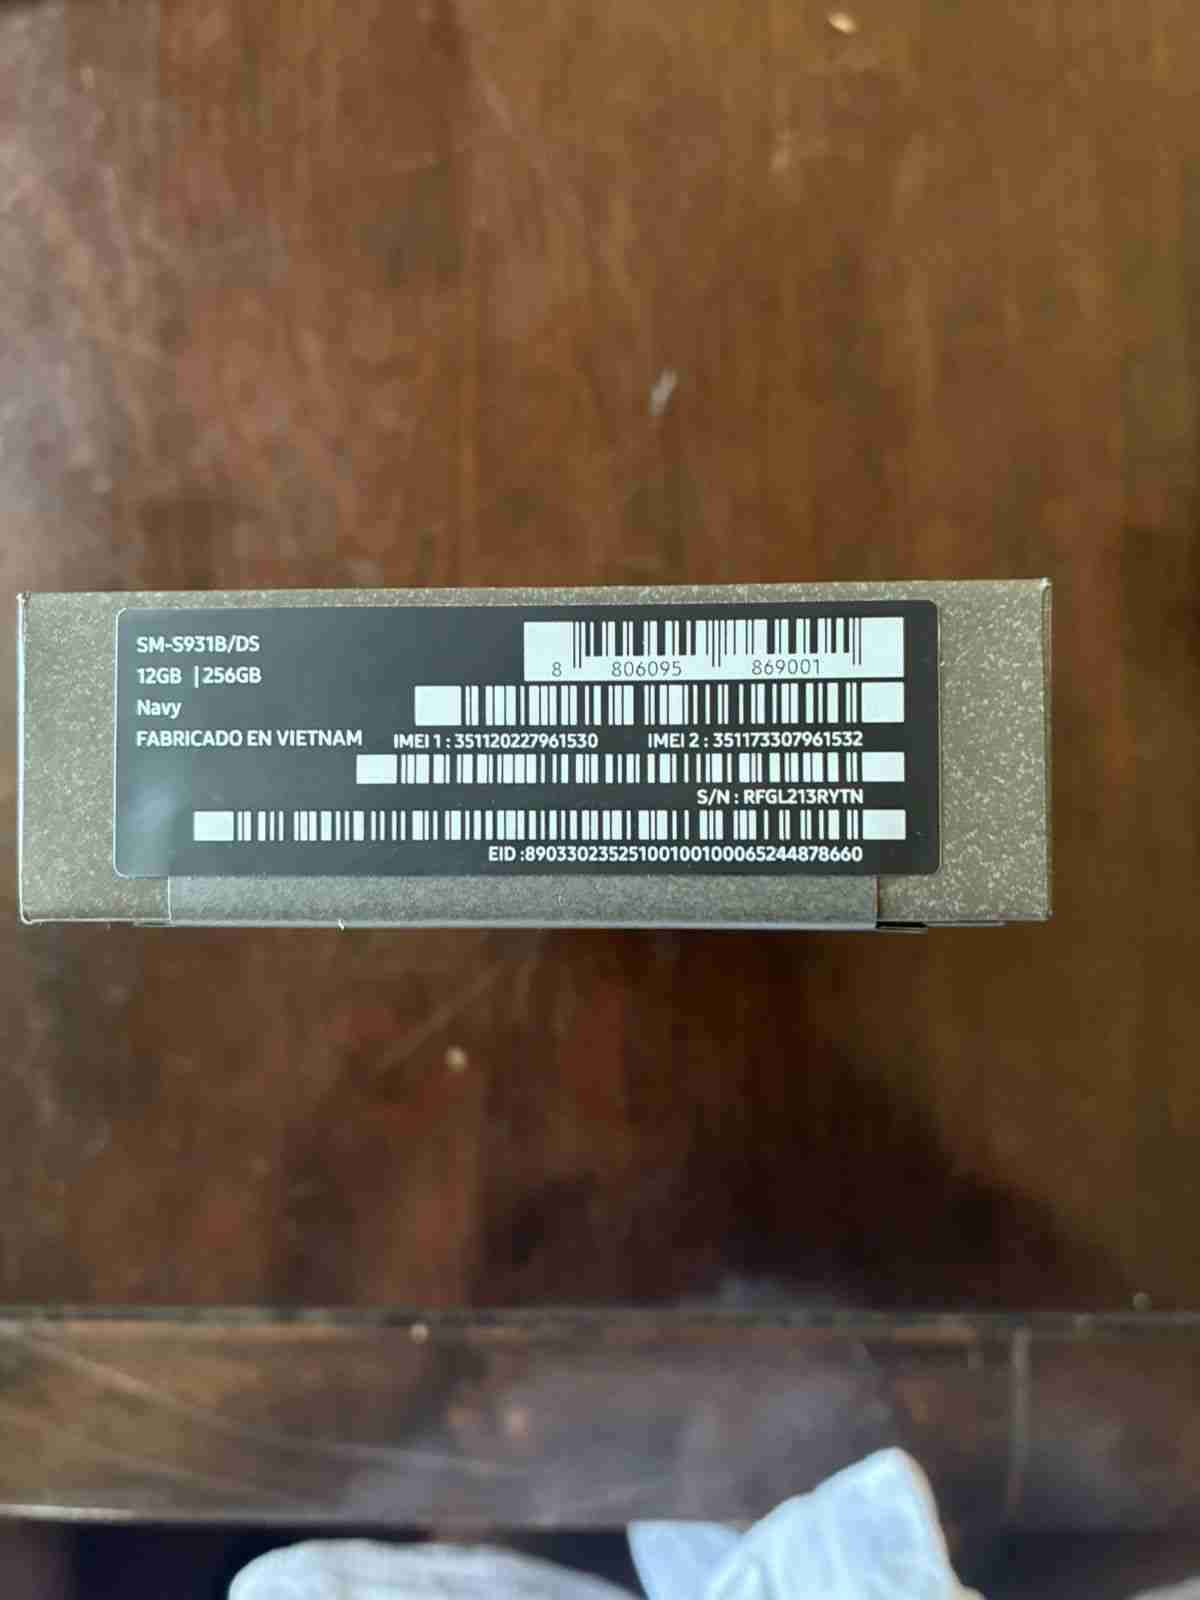 SM-S931B/DS
12GB | 256GB
Navy
FABRICADO EN VIETNAM
8 806095 869001
IMEI 1 : 351120227961530 IMEI 2 : 351173307961532
S/N : RFGL213RYTN
EID :89033023525100100100065244878660